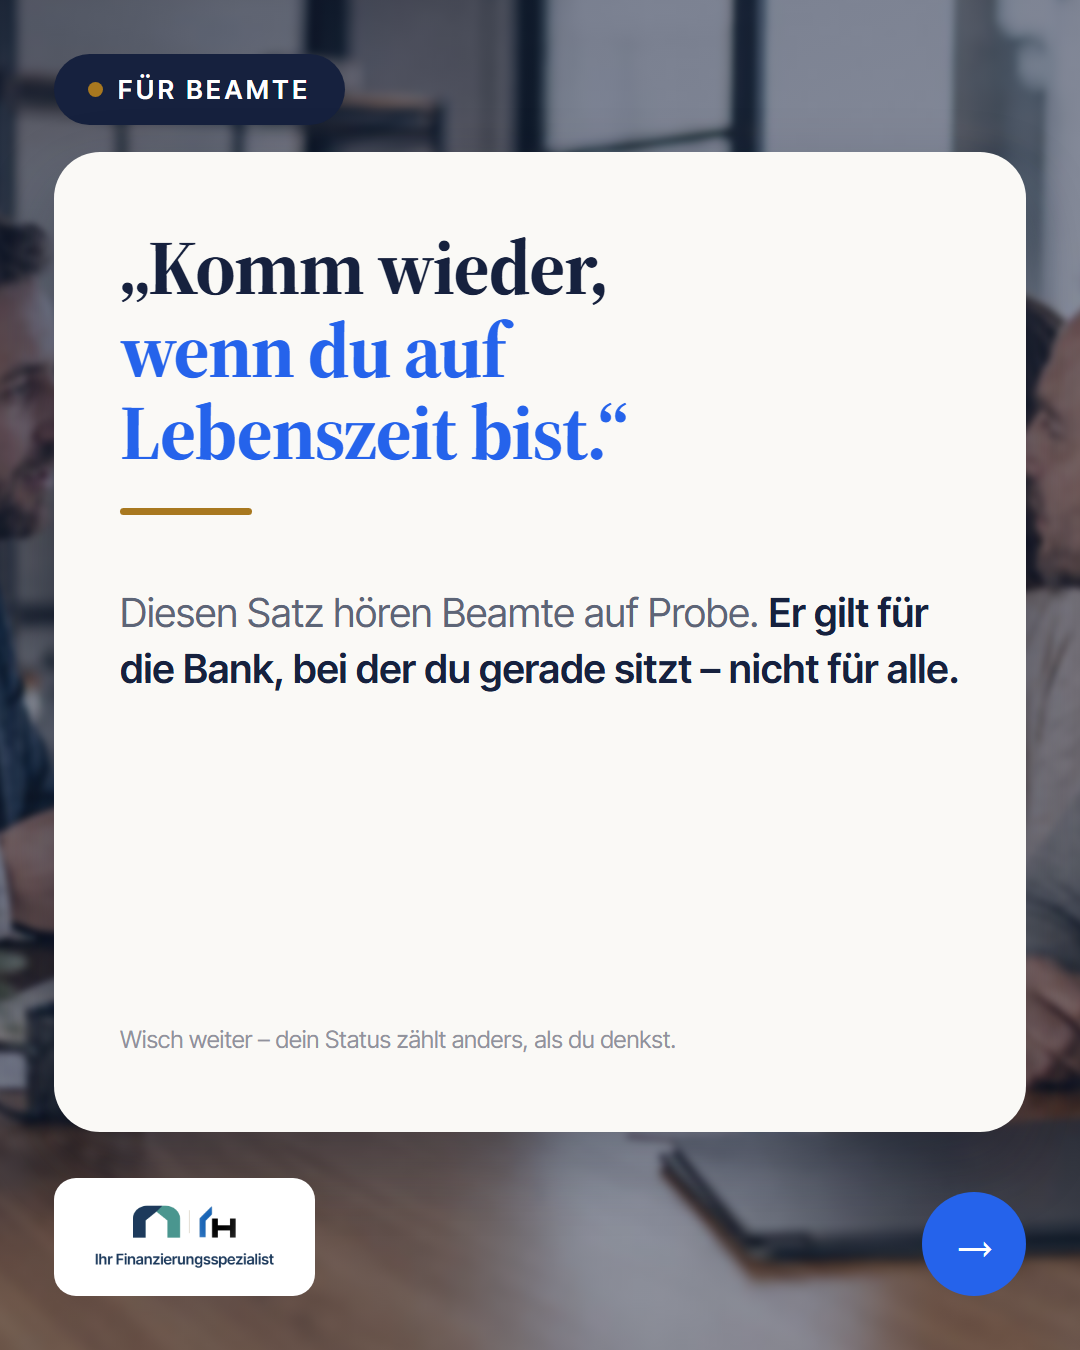 FÜR BEAMTE
„Komm wieder,
wenn du auf
Lebenszeit bist.“
Diesen Satz hören Beamte auf Probe. Er gilt für
die Bank, bei der du gerade sitzt – nicht für alle.
Wisch weiter – dein Status zählt anders, als du denkst.
H
Ihr Finanzierungsspezialist
→